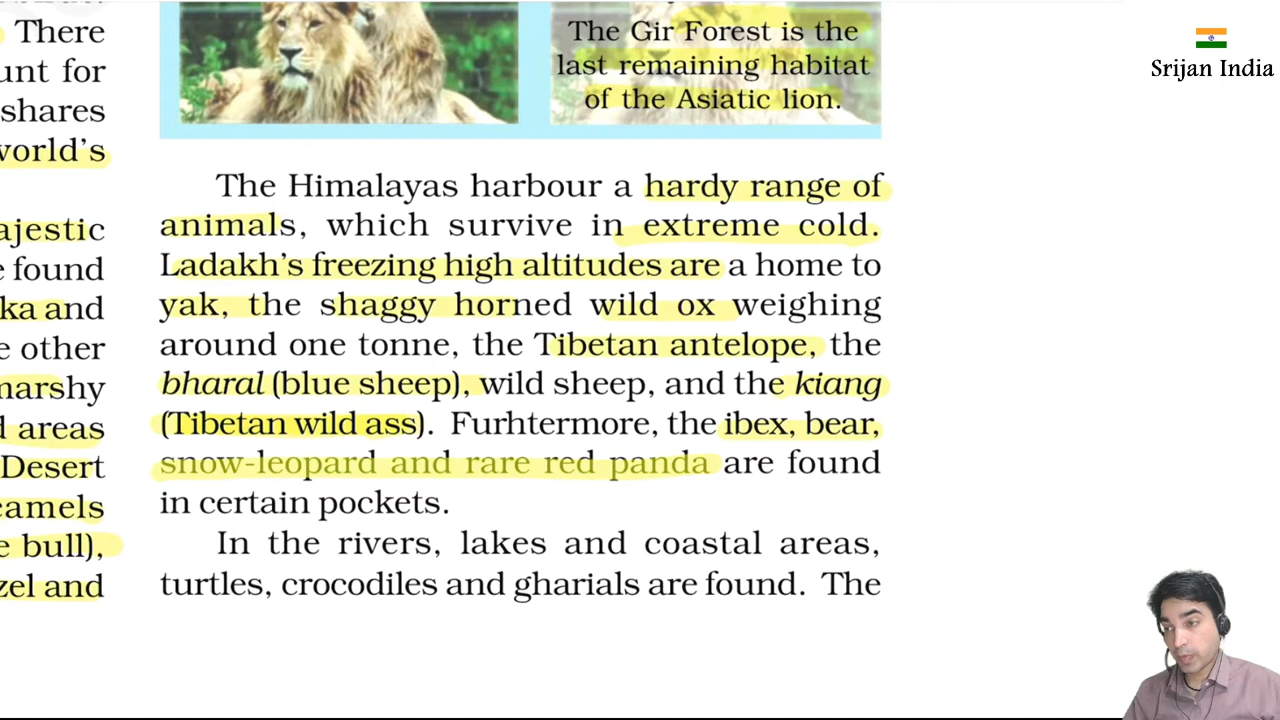 There
unt for
shares
world's
ajestic
e found
ka and
e other
marshy
d areas
Desert
camels
e bull),
zel and
The Gir Forest is the
last remaining habitat
of the Asiatic lion.
The Himalayas harbour a hardy range of
animals, which survive in extreme cold.
Ladakh's freezing high altitudes are a home to
yak, the shaggy horned wild ox weighing
around one tonne, the Tibetan antelope, the
bharal (blue sheep), wild sheep, and the kiang
(Tibetan wild ass). Furhtermore, the ibex, bear,
snow-leopard and rare red panda are found
in certain pockets.
In the rivers, lakes and coastal areas,
turtles, crocodiles and gharials are found. The
Srijan India